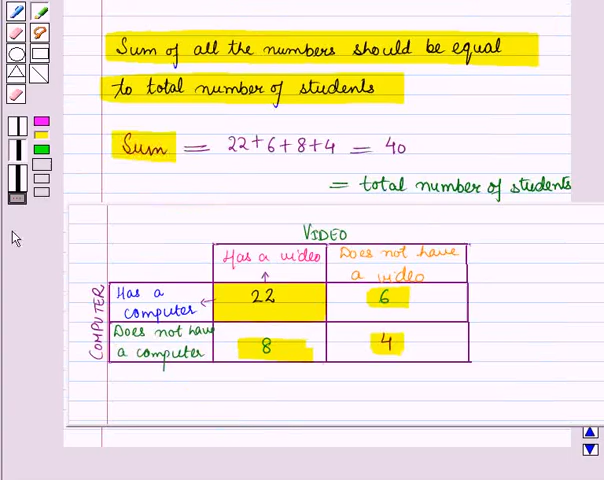 Sum of all the numbers should be equal
to total number of students
Sum = 22+6+8+4 = 40
= total number of students
VIDEO
Has a video
Does not have
a video
COMPUTER
Has a
computer
22
6
Does not have
a computer
8
4